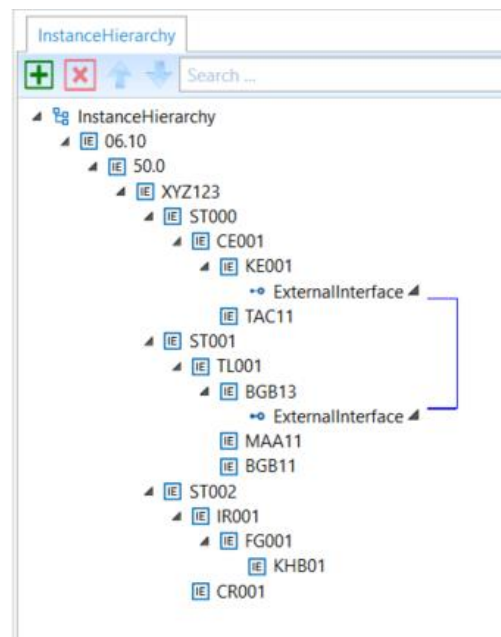 InstanceHierarchy
Search ...
InstanceHierarchy
IE 06.10
IE 50.0
IE XYZ123
IE ST000
IE CE001
IE KE001
ExternalInterface
IE TAC11
IE ST001
IE TL001
IE BGB13
ExternalInterface
IE MAA11
IE BGB11
IE ST002
IE IR001
IE FG001
IE KHB01
IE CR001